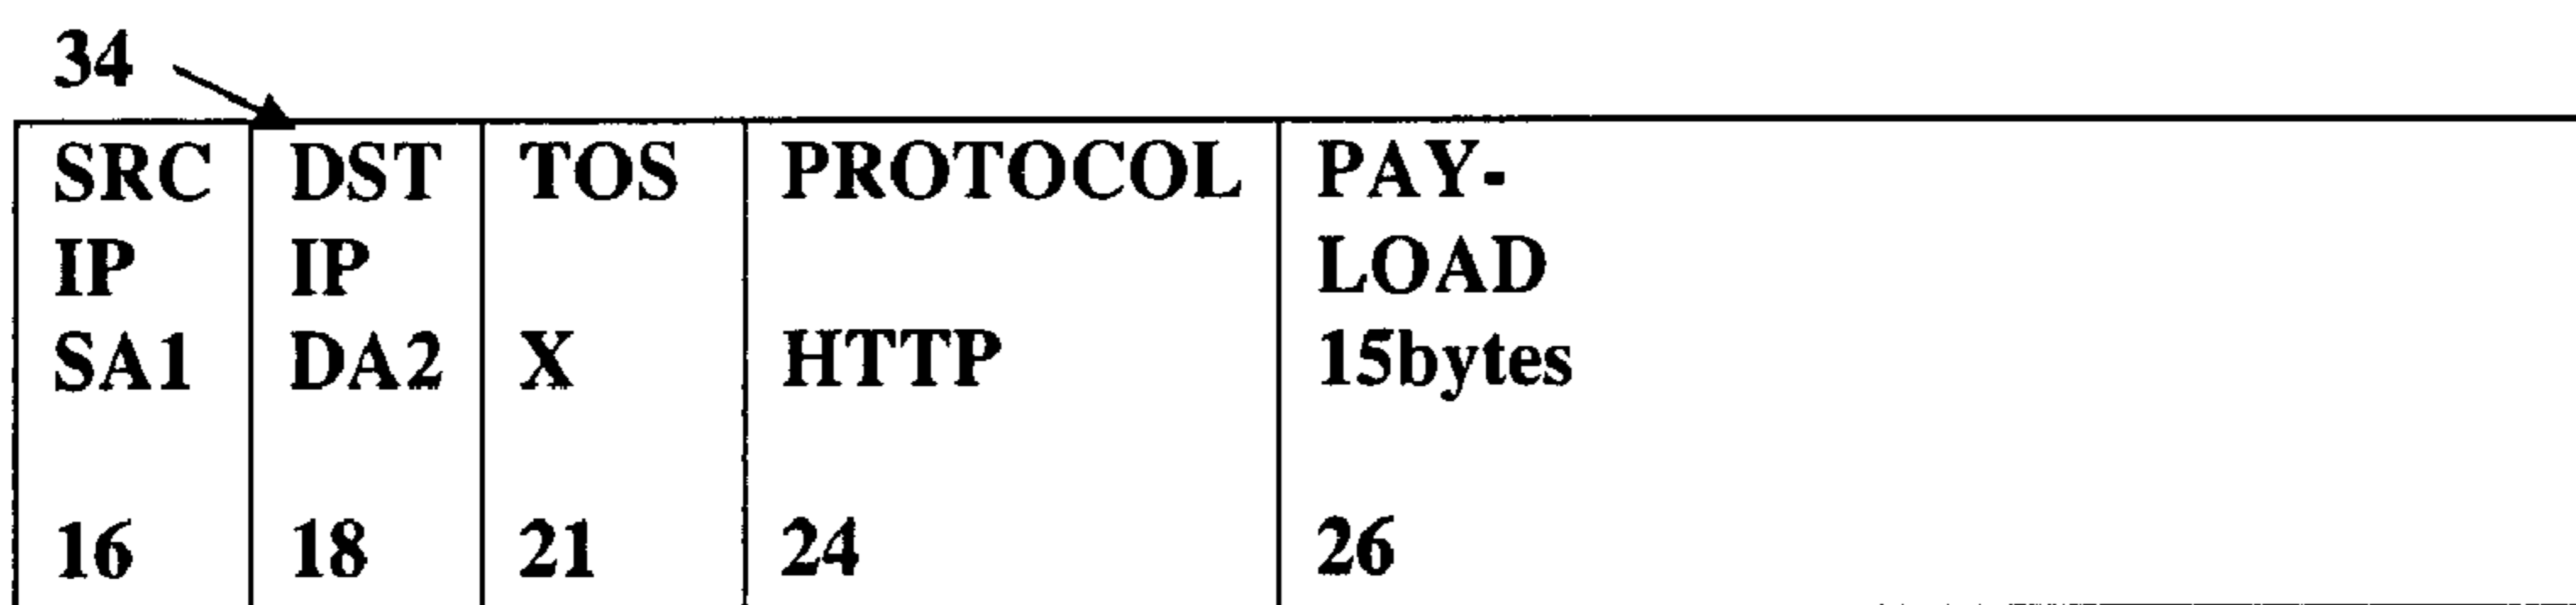 34
SRC DST TOS PROTOCOL PAY-
IP IP LOAD
SA1 DA2 X HTTP 15bytes
16 18 21 24 26